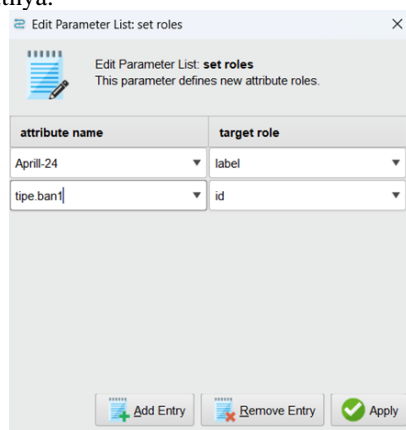 Edit Parameter List: set roles
Edit Parameter List: set roles
This parameter defines new attribute roles.
attribute name target role
Aprill-24 label
tipe.ban1 id
Add Entry Remove Entry Apply